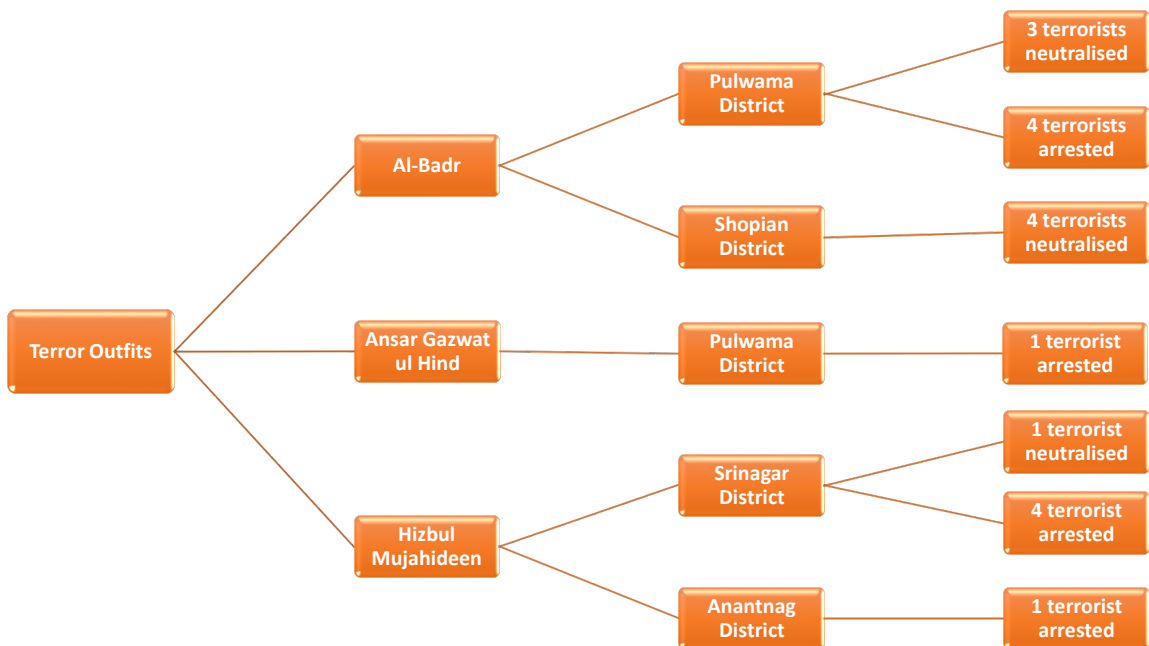 Terror Outfits
Al-Badr
Pulwama
District
3 terrorists
neutralised
4 terrorists
arrested
Shopian
District
4 terrorists
neutralised
Ansar Gazwat
ul Hind
Pulwama
District
1 terrorist
arrested
Hizbul
Mujahideen
Srinagar
District
1 terrorist
neutralised
4 terrorist
arrested
Anantnag
District
1 terrorist
arrested